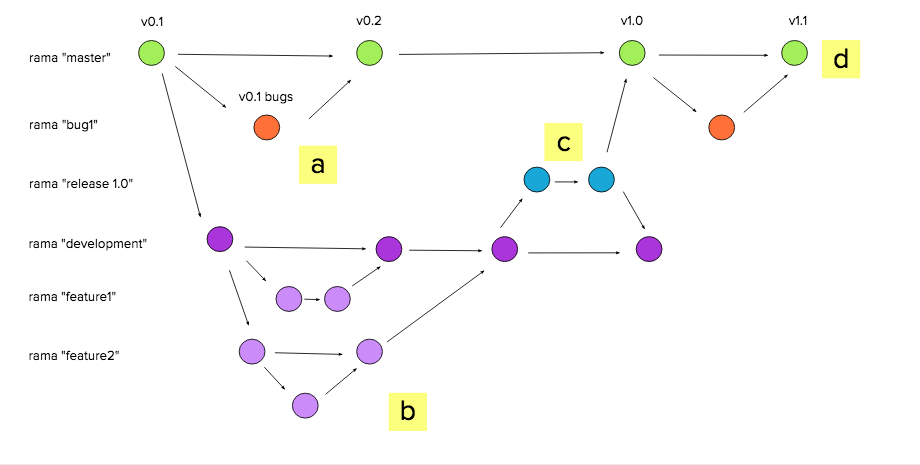 v0.1
v0.2
v1.0
v1.1
rama "master"
d
v0.1 bugs
rama "bug1"
a
c
rama "release 1.0"
rama "development"
rama "feature1"
rama "feature2"
b